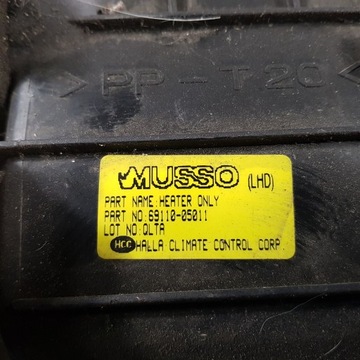 >PP-T20<
MUSSO (LHD)
PART NAME:HEATER ONLY
PART NO:69110-05011
LOT NO:QLTA
HCC HALLA CLIMATE CONTROL CORP.